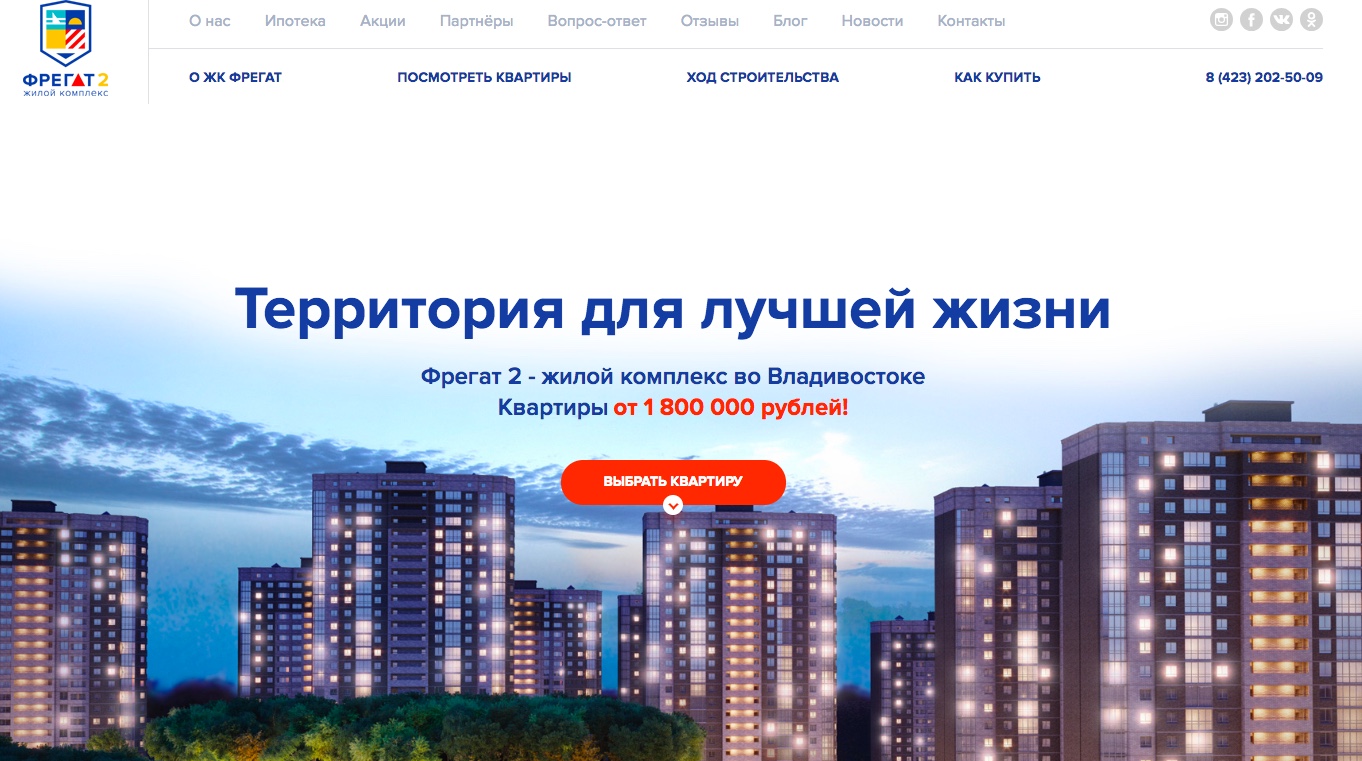 О нас Ипотека Акции Партнёры Вопрос-ответ Отзывы Блог Новости Контакты
ФРЕГАТ 2
жилой комплекс
О ЖК ФРЕГАТ ПОСМОТРЕТЬ КВАРТИРЫ ХОД СТРОИТЕЛЬСТВА КАК КУПИТЬ 8 (423) 202-50-09
Территория для лучшей жизни
Фрегат 2 - жилой комплекс во Владивостоке
Квартиры от 1 800 000 рублей!
ВЫБРАТЬ КВАРТИРУ